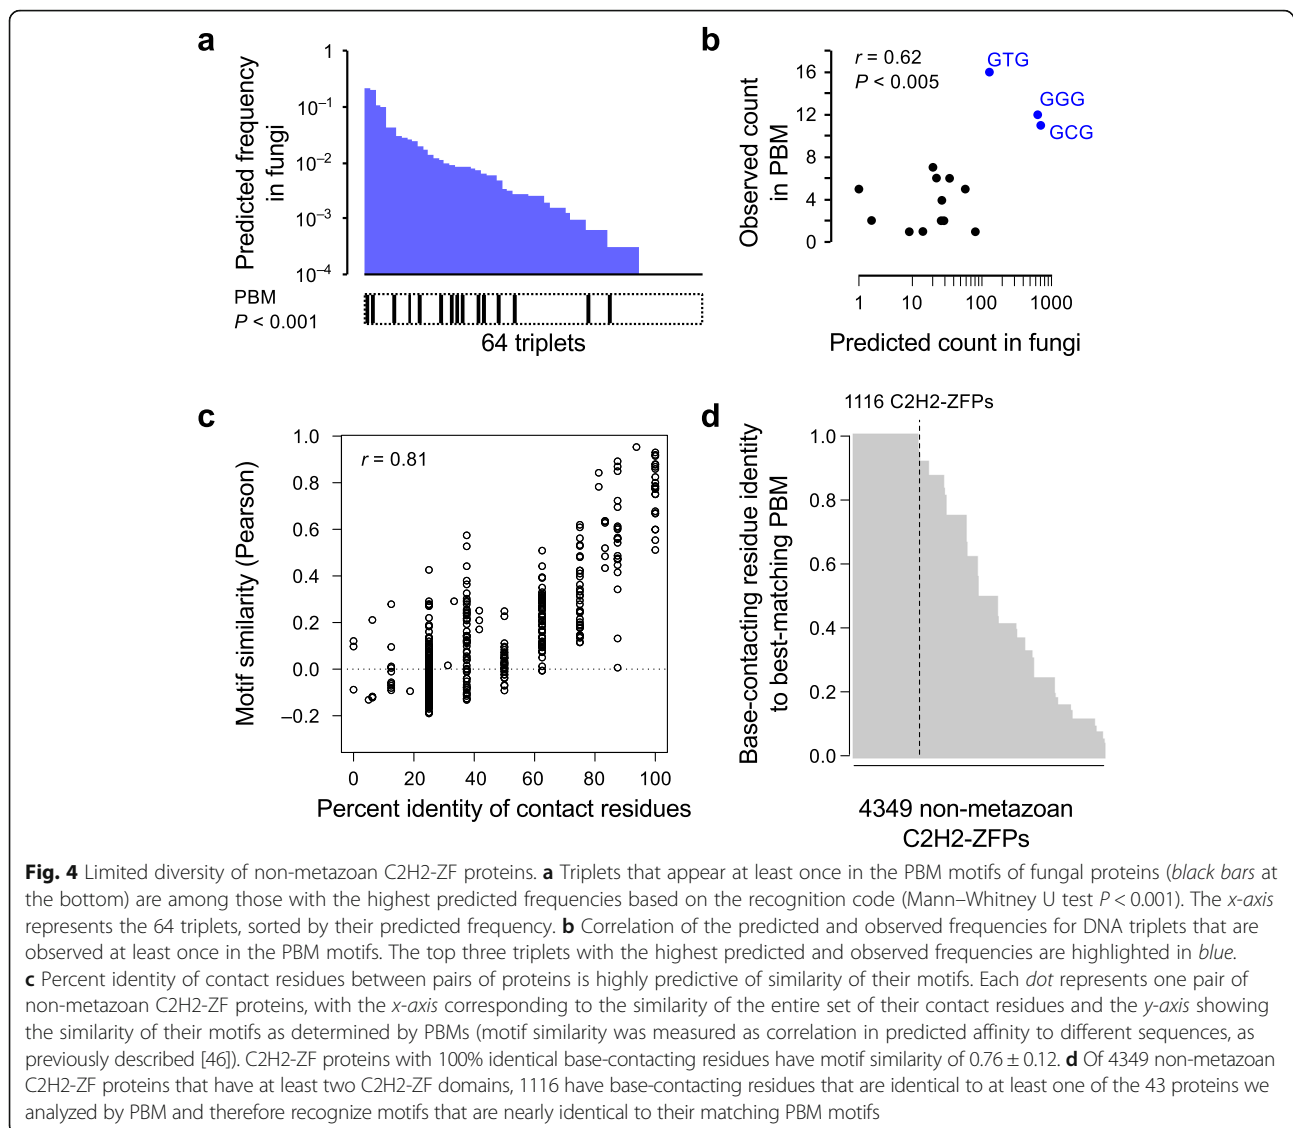 a
Predicted frequency
in fungi
1
10⁻¹
10⁻²
10⁻³
10⁻⁴
PBM
P < 0.001
64 triplets
b
r = 0.62
P < 0.005
GTG
GGG
GCG
Observed count
in PBM
16
12
8
4
0
1 10 100 1000
Predicted count in fungi
c
r = 0.81
Motif similarity (Pearson)
1.0
0.8
0.6
0.4
0.2
0.0
–0.2
0 20 40 60 80 100
Percent identity of contact residues
d
1116 C2H2-ZFPs
Base-contacting residue identity
to best-matching PBM
1.0
0.8
0.6
0.4
0.2
0.0
4349 non-metazoan
C2H2-ZFPs
Fig. 4 Limited diversity of non-metazoan C2H2-ZF proteins. a Triplets that appear at least once in the PBM motifs of fungal proteins (black bars at
the bottom) are among those with the highest predicted frequencies based on the recognition code (Mann–Whitney U test P < 0.001). The x-axis
represents the 64 triplets, sorted by their predicted frequency. b Correlation of the predicted and observed frequencies for DNA triplets that are
observed at least once in the PBM motifs. The top three triplets with the highest predicted and observed frequencies are highlighted in blue.
c Percent identity of contact residues between pairs of proteins is highly predictive of similarity of their motifs. Each dot represents one pair of
non-metazoan C2H2-ZF proteins, with the x-axis corresponding to the similarity of the entire set of their contact residues and the y-axis showing
the similarity of their motifs as determined by PBMs (motif similarity was measured as correlation in predicted affinity to different sequences, as
previously described [46]). C2H2-ZF proteins with 100% identical base-contacting residues have motif similarity of 0.76 ± 0.12. d Of 4349 non-metazoan
C2H2-ZF proteins that have at least two C2H2-ZF domains, 1116 have base-contacting residues that are identical to at least one of the 43 proteins we
analyzed by PBM and therefore recognize motifs that are nearly identical to their matching PBM motifs